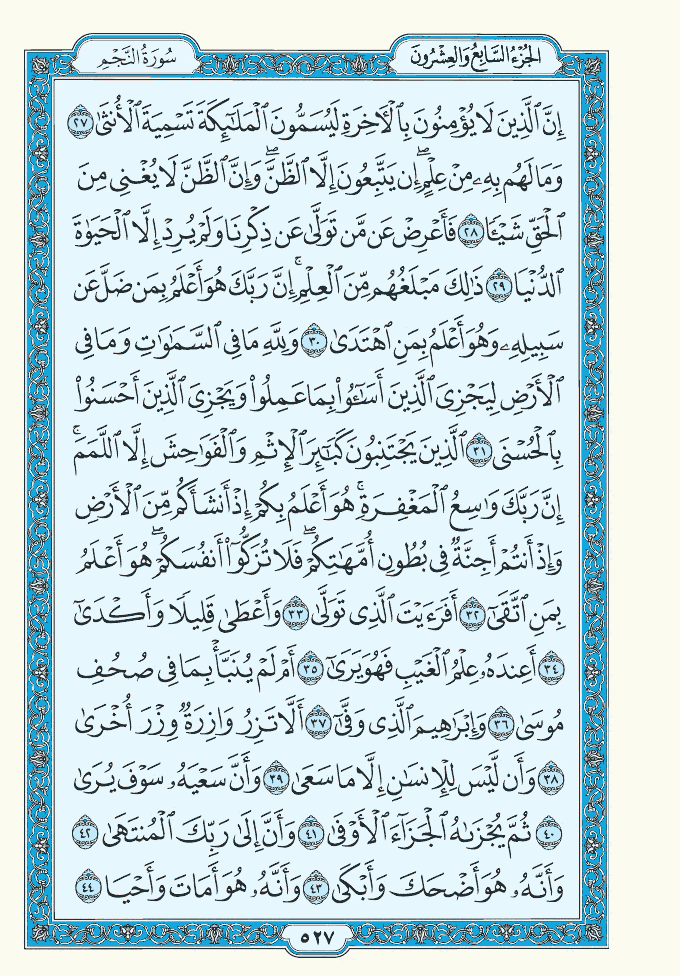 الجُزْءُ السَّابِعُ وَالعِشْرُونَ
سُورَةُ النَّجْمِ
إِنَّ ٱلَّذِينَ لَا يُؤْمِنُونَ بِٱلْءَاخِرَةِ لَيُسَمُّونَ ٱلْمَلَٰٓئِكَةَ تَسْمِيَةَ ٱلْأُنثَىٰ ٢٧
وَمَا لَهُم بِهِۦ مِنْ عِلْمٍ ۖ إِن يَتَّبِعُونَ إِلَّا ٱلظَّنَّ ۖ وَإِنَّ ٱلظَّنَّ لَا يُغْنِى مِنَ
ٱلْحَقِّ شَيْـًٔا ٢٨ فَأَعْرِضْ عَن مَّن تَوَلَّىٰ عَن ذِكْرِنَا وَلَمْ يُرِدْ إِلَّا ٱلْحَيَوٰةَ
ٱلدُّنْيَا ٢٩ ذَٰلِكَ مَبْلَغُهُم مِّنَ ٱلْعِلْمِ ۚ إِنَّ رَبَّكَ هُوَ أَعْلَمُ بِمَن ضَلَّ عَن
سَبِيلِهِۦ وَهُوَ أَعْلَمُ بِمَنِ ٱهْتَدَىٰ ٣٠ وَلِلَّهِ مَا فِى ٱلسَّمَٰوَٰتِ وَمَا فِى
ٱلْأَرْضِ لِيَجْزِىَ ٱلَّذِينَ أَسَٰٓـُٔوا۟ بِمَا عَمِلُوا۟ وَيَجْزِىَ ٱلَّذِينَ أَحْسَنُوا۟
بِٱلْحُسْنَى ٣١ ٱلَّذِينَ يَجْتَنِبُونَ كَبَٰٓئِرَ ٱلْإِثْمِ وَٱلْفَوَٰحِشَ إِلَّا ٱللَّمَمَ ۚ
إِنَّ رَبَّكَ وَٰسِعُ ٱلْمَغْفِرَةِ ۚ هُوَ أَعْلَمُ بِكُمْ إِذْ أَنشَأَكُم مِّنَ ٱلْأَرْضِ
وَإِذْ أَنتُمْ أَجِنَّةٌ فِى بُطُونِ أُمَّهَٰتِكُمْ ۖ فَلَا تُزَكُّوٓا۟ أَنفُسَكُمْ ۖ هُوَ أَعْلَمُ
بِمَنِ ٱتَّقَىٰٓ ٣٢ أَفَرَءَيْتَ ٱلَّذِى تَوَلَّىٰ ٣٣ وَأَعْطَىٰ قَلِيلًا وَأَكْدَىٰٓ
٣٤ أَعِندَهُۥ عِلْمُ ٱلْغَيْبِ فَهُوَ يَرَىٰٓ ٣٥ أَمْ لَمْ يُنَبَّأْ بِمَا فِى صُحُفِ
مُوسَىٰ ٣٦ وَإِبْرَٰهِيمَ ٱلَّذِى وَفَّىٰٓ ٣٧ أَلَّا تَزِرُ وَازِرَةٌ وِزْرَ أُخْرَىٰ
٣٨ وَأَن لَّيْسَ لِلْإِنسَٰنِ إِلَّا مَا سَعَىٰ ٣٩ وَأَنَّ سَعْيَهُۥ سَوْفَ يُرَىٰ
٤٠ ثُمَّ يُجْزَىٰهُ ٱلْجَزَآءَ ٱلْأَوْفَىٰ ٤١ وَأَنَّ إِلَىٰ رَبِّكَ ٱلْمُنتَهَىٰ ٤٢
وَأَنَّهُۥ هُوَ أَضْحَكَ وَأَبْكَىٰ ٤٣ وَأَنَّهُۥ هُوَ أَمَاتَ وَأَحْيَا ٤٤
٥٢٧